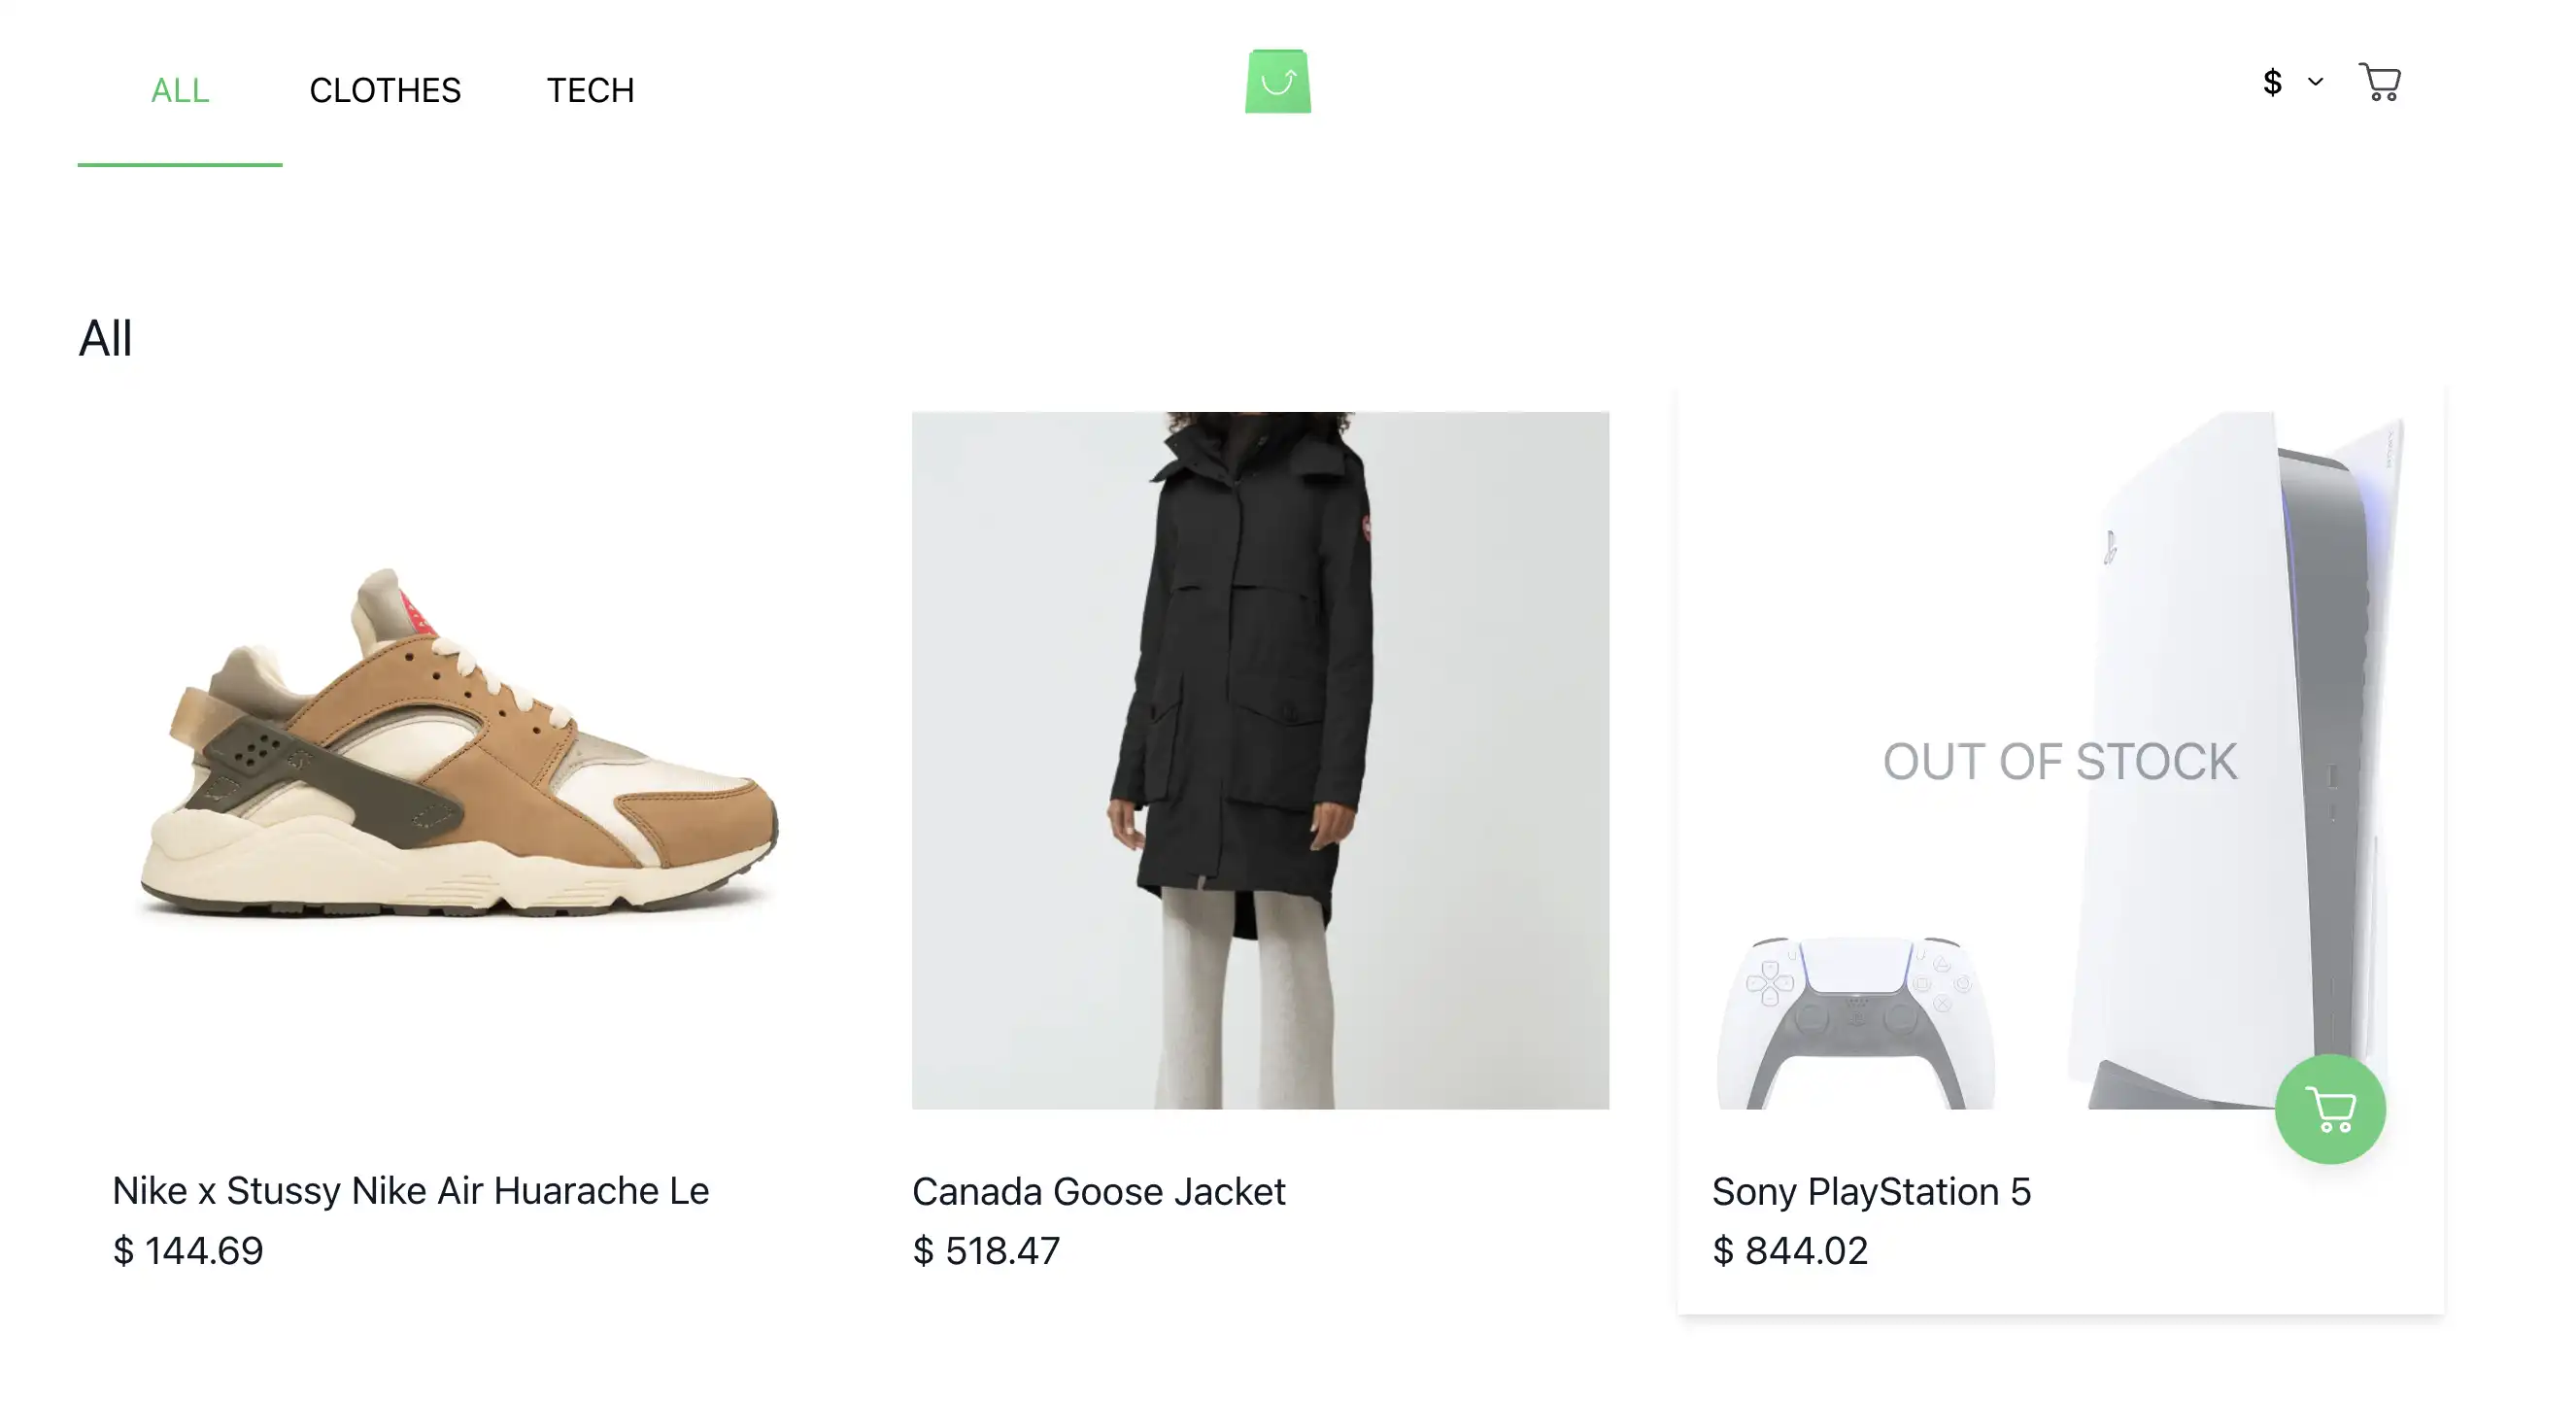 ALL CLOTHES TECH $
All
OUT OF STOCK
Nike x Stussy Nike Air Huarache Le
$ 144.69
Canada Goose Jacket
$ 518.47
Sony PlayStation 5
$ 844.02